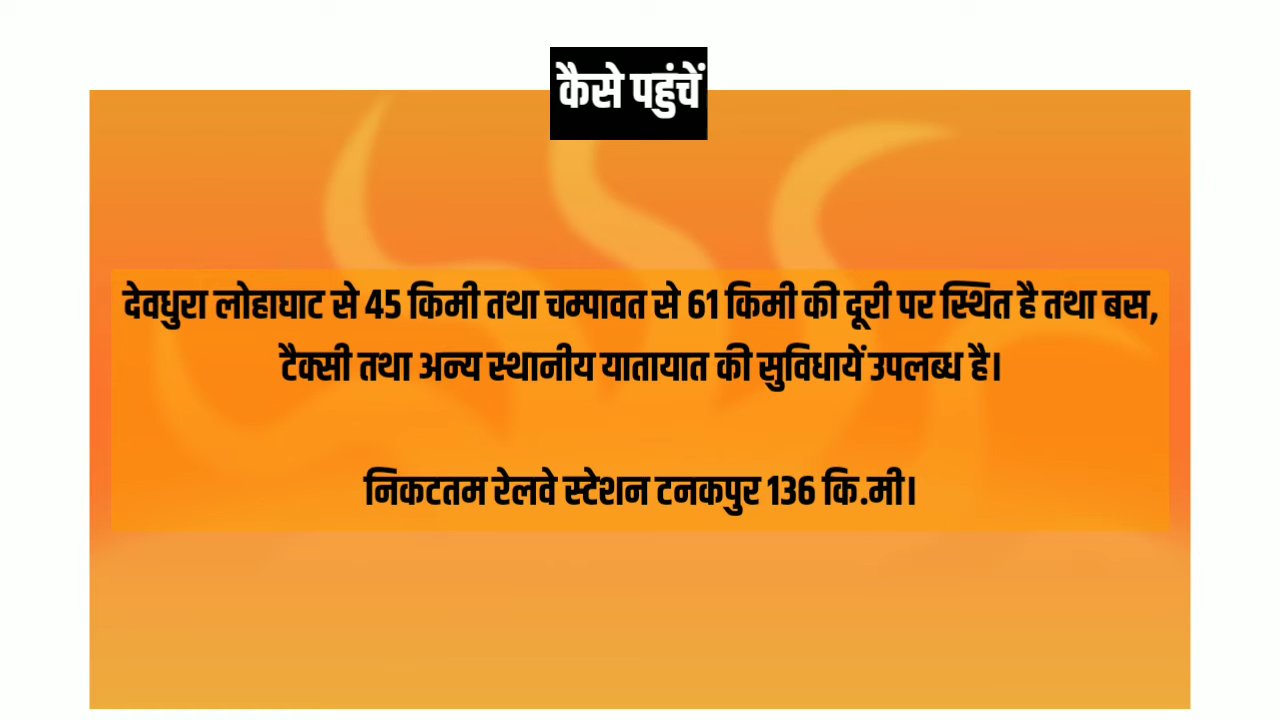 कैसे पहुंचें
देवधुरा लोहाघाट से 45 किमी तथा चम्पावत से 61 किमी की दूरी पर स्थित है तथा बस,
टैक्सी तथा अन्य स्थानीय यातायात की सुविधायें उपलब्ध है।
निकटतम रेलवे स्टेशन टनकपुर 136 कि.मी।